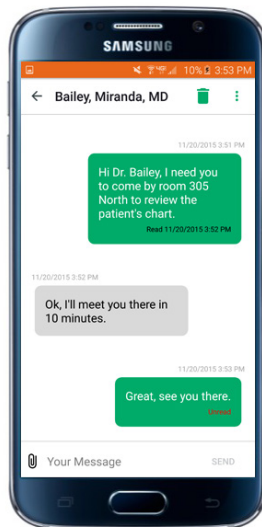 SAMSUNG
10% 3:53 PM
Bailey, Miranda, MD
11/20/2015 3:51 PM
Hi Dr. Bailey, I need you
to come by room 305
North to review the
patient's chart.
Read 11/20/2015 3:52 PM
11/20/2015 3:52 PM
Ok, I'll meet you there in
10 minutes.
11/20/2015 3:53 PM
Great, see you there.
Unread
Your Message SEND